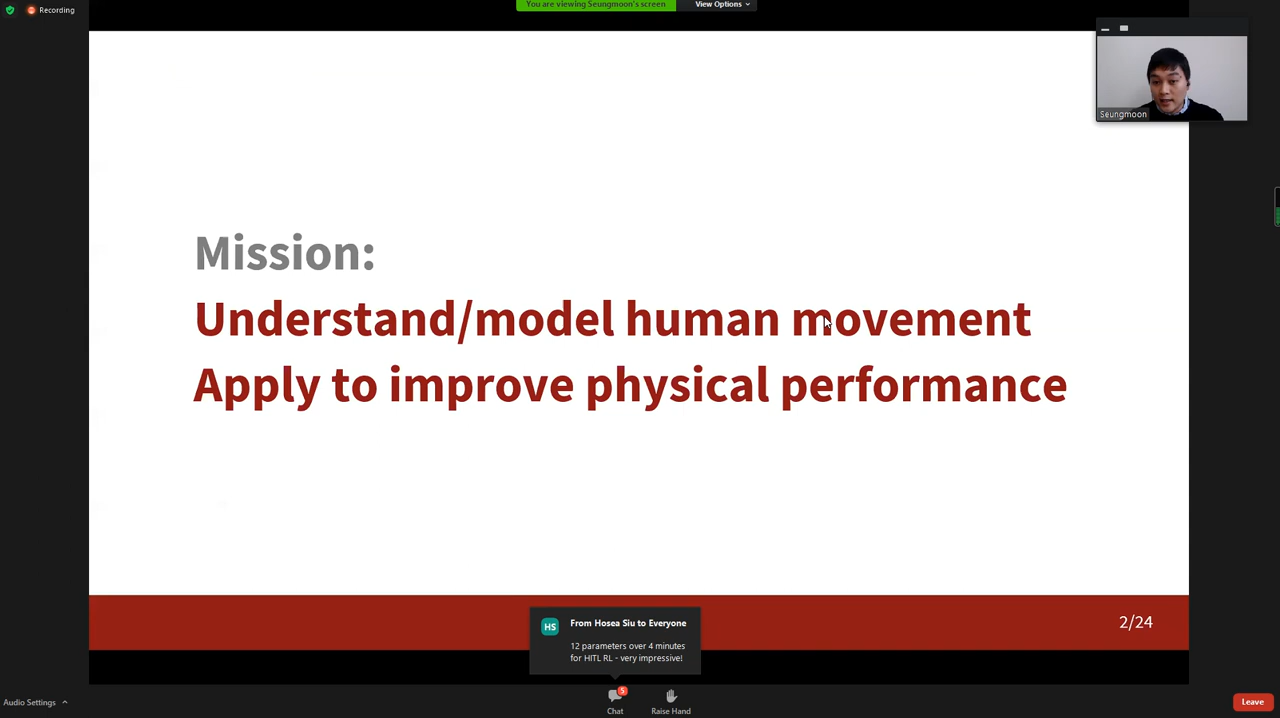 Recording
You are viewing Seungmoon's screen
View Options
Seungmoon
Mission:
Understand/model human movement
Apply to improve physical performance
2/24
HS
From Hosea Siu to Everyone
12 parameters over 4 minutes
for HITL RL - very impressive!
Audio Settings
5
Chat
Raise Hand
Leave